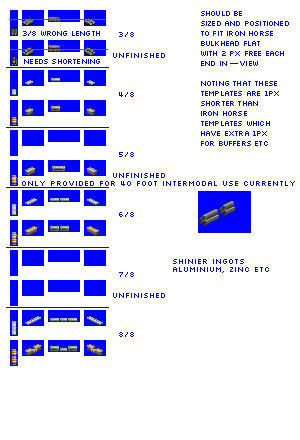 SHOULD BE
SIZED AND POSITIONED
TO FIT IRON HORSE
BULKHEAD FLAT
WITH 2 PX FREE EACH
END IN -- VIEW
3/8 WRONG LENGTH
3/8
UNFINISHED
NEEDS SHORTENING
NOTING THAT THESE
TEMPLATES ARE 1PX
SHORTER THAN
IRON HORSE
TEMPLATES WHICH
HAVE EXTRA 1PX
FOR BUFFERS ETC
4/8
5/8
UNFINISHED
ONLY PROVIDED FOR 40 FOOT INTERMODAL USE CURRENTLY
6/8
SHINIER INGOTS
ALUMINIUM, ZINC ETC
7/8
UNFINISHED
8/8